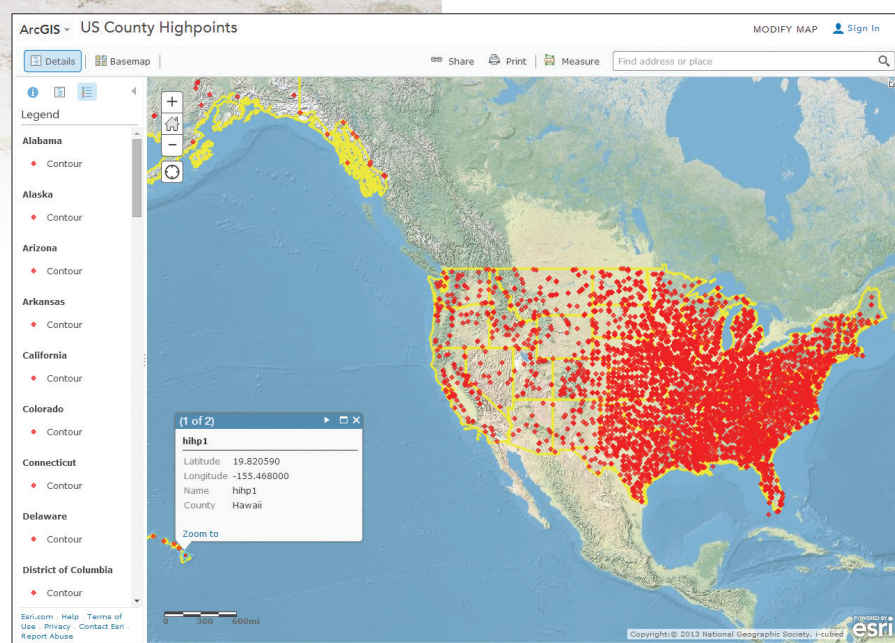 ArcGIS US County Highpoints
MODIFY MAP Sign In
Details Basemap Share Print Measure Find address or place
Legend
Alabama
Contour
Alaska
Contour
Arizona
Contour
Arkansas
Contour
California
Contour
Colorado
Contour
Connecticut
Contour
Delaware
Contour
District of Columbia
Contour
Esri.com . Help . Terms of
Use . Privacy . Contact Esri .
Report Abuse
+
−
(1 of 2)
hihp1
Latitude 19.820590
Longitude -155.468000
Name hihp1
County Hawaii
Zoom to
0 300 600mi
Copyright:© 2013 National Geographic Society, i-cubed
POWERED BY
esri